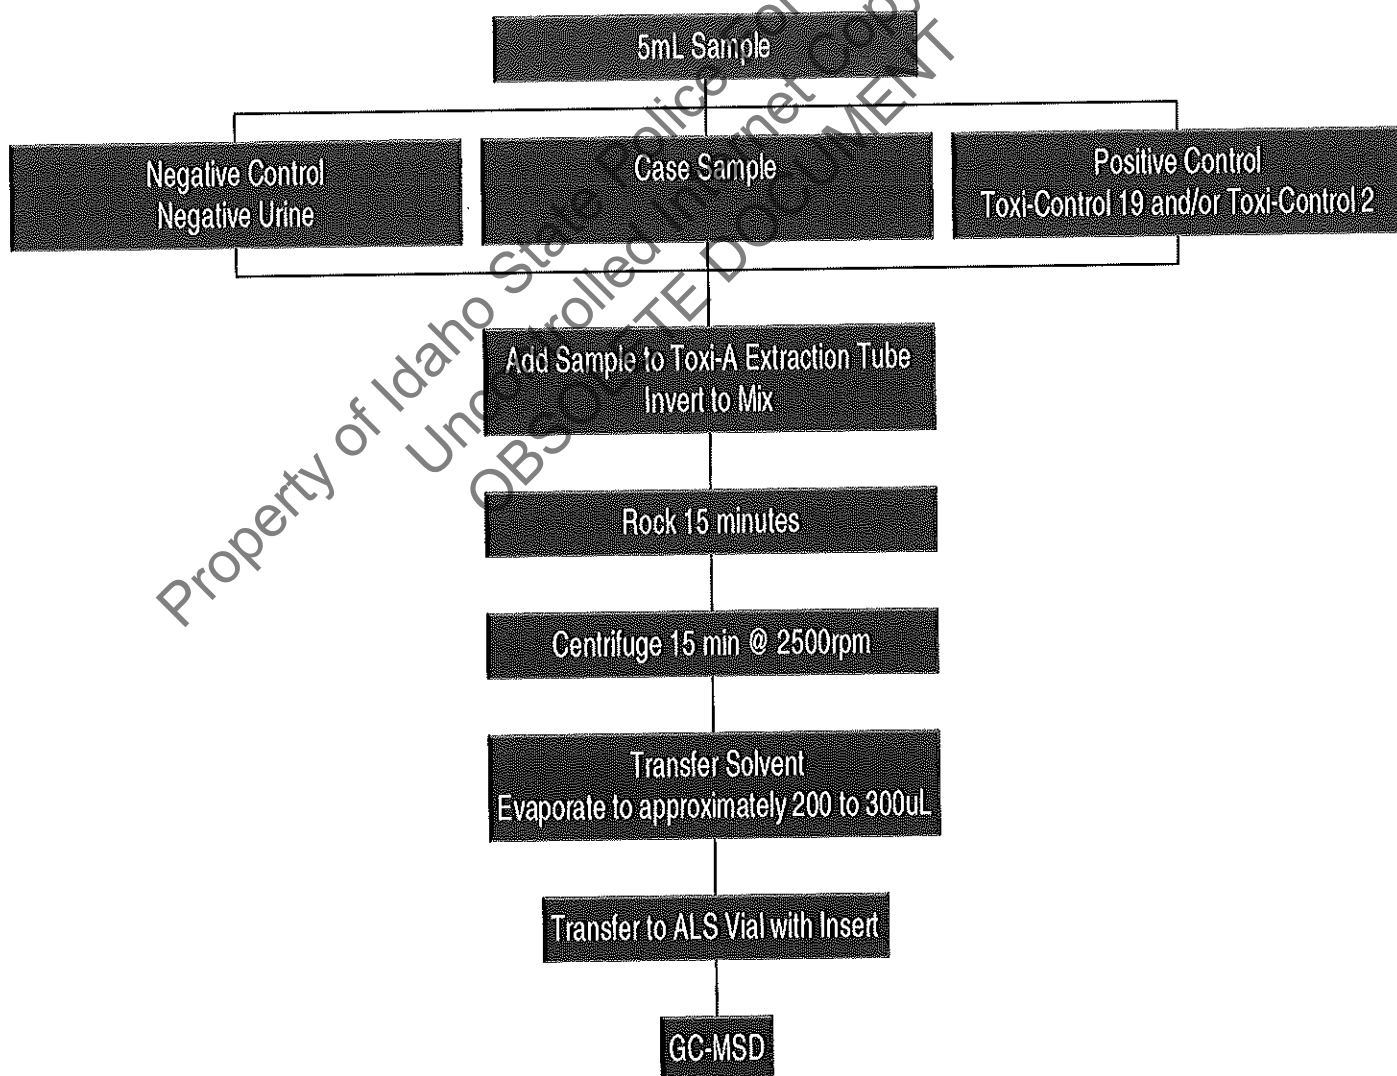 5mL Sample
Negative Control
Negative Urine
Case Sample
Positive Control
Toxi-Control 19 and/or Toxi-Control 2
Add Sample to Toxi-A Extraction Tube
Invert to Mix
Rock 15 minutes
Centrifuge 15 min @ 2500rpm
Transfer Solvent
Evaporate to approximately 200 to 300uL
Transfer to ALS Vial with Insert
GC-MSD
Property of Idaho State Police
Uncontrolled Internet Copy
OBSOLETE DOCUMENT